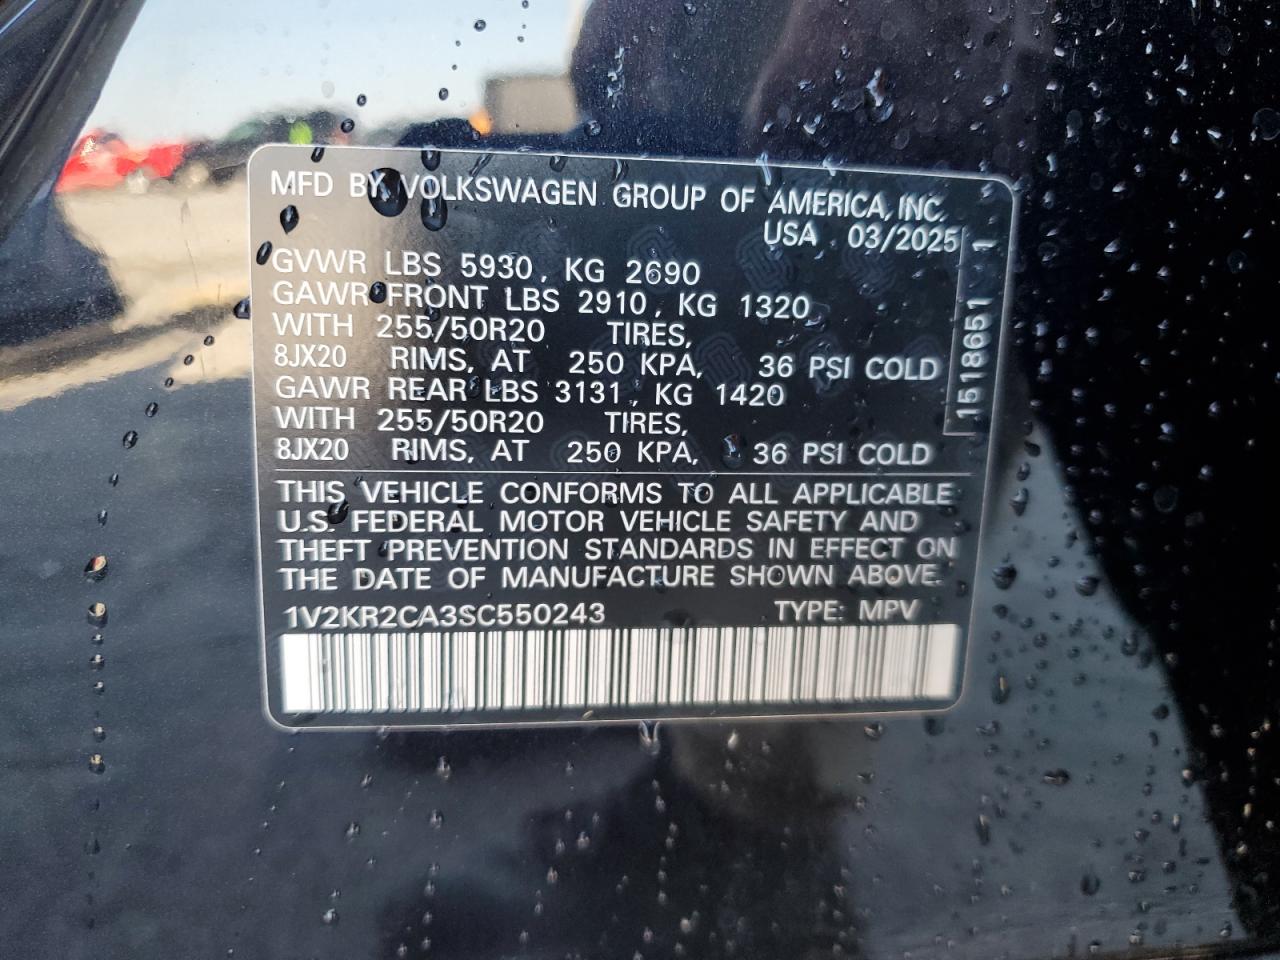 MFD BY VOLKSWAGEN GROUP OF AMERICA, INC.
USA 03/2025
GVWR LBS 5930, KG 2690
GAWR FRONT LBS 2910, KG 1320
WITH 255/50R20 TIRES,
8JX20 RIMS, AT 250 KPA, 36 PSI COLD
GAWR REAR LBS 3131, KG 1420
WITH 255/50R20 TIRES,
8JX20 RIMS, AT 250 KPA, 36 PSI COLD
1518651 1
THIS VEHICLE CONFORMS TO ALL APPLICABLE
U.S. FEDERAL MOTOR VEHICLE SAFETY AND
THEFT PREVENTION STANDARDS IN EFFECT ON
THE DATE OF MANUFACTURE SHOWN ABOVE.
1V2KR2CA3SC550243 TYPE: MPV